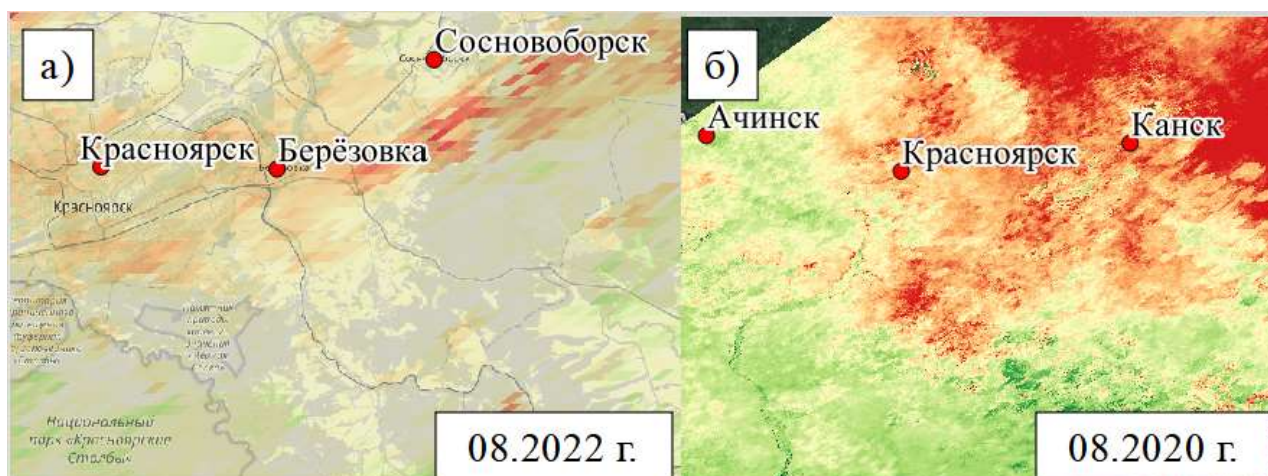 а)
Сосновоборск
Красноярск
Берёзовка
Красноярск
Национальный
парк «Красноярские
Столбы»
08.2022 г.
б)
Ачинск
Канск
Красноярск
08.2020 г.